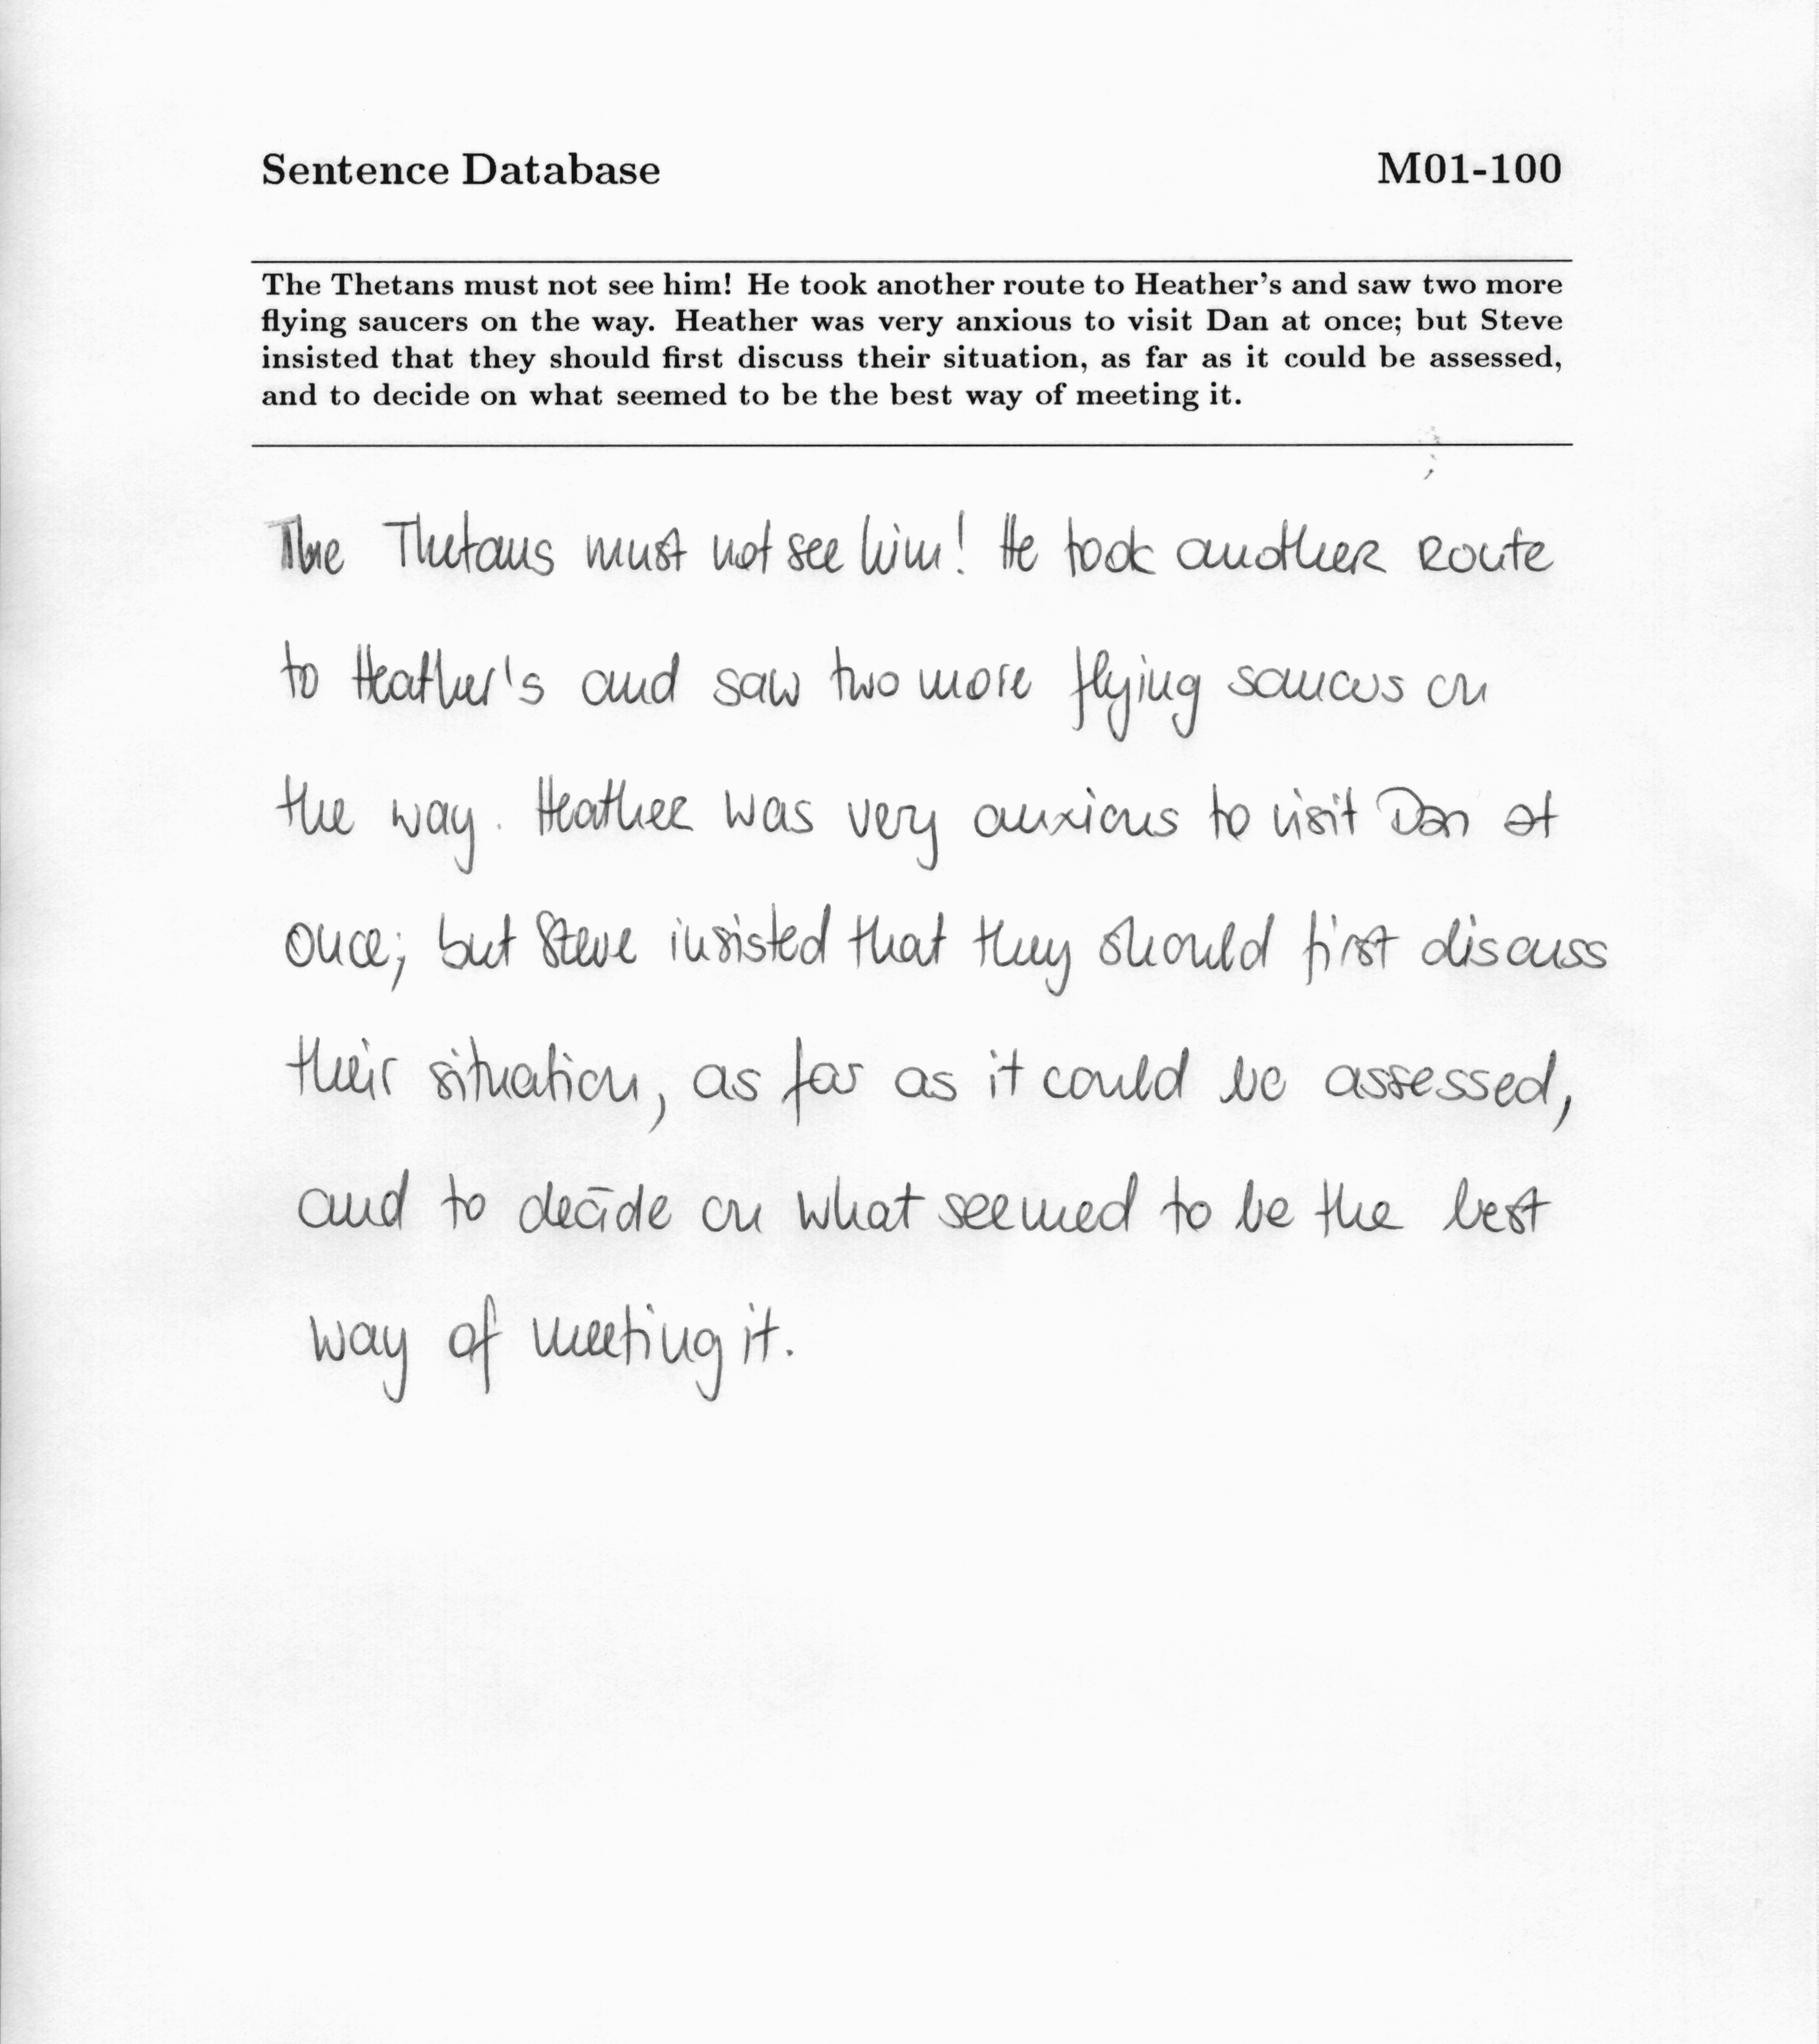 Sentence Database M01-100
The Thetans must not see him! He took another route to Heather's and saw two more
flying saucers on the way. Heather was very anxious to visit Dan at once; but Steve
insisted that they should first discuss their situation, as far as it could be assessed,
and to decide on what seemed to be the best way of meeting it.
The Thetans must not see him! He took another route
to Heather's and saw two more flying saucers on
the way. Heather was very anxious to visit Dan at
once; but Steve insisted that they should first discuss
their situation, as far as it could be assessed,
and to decide on what seemed to be the best
way of meeting it.